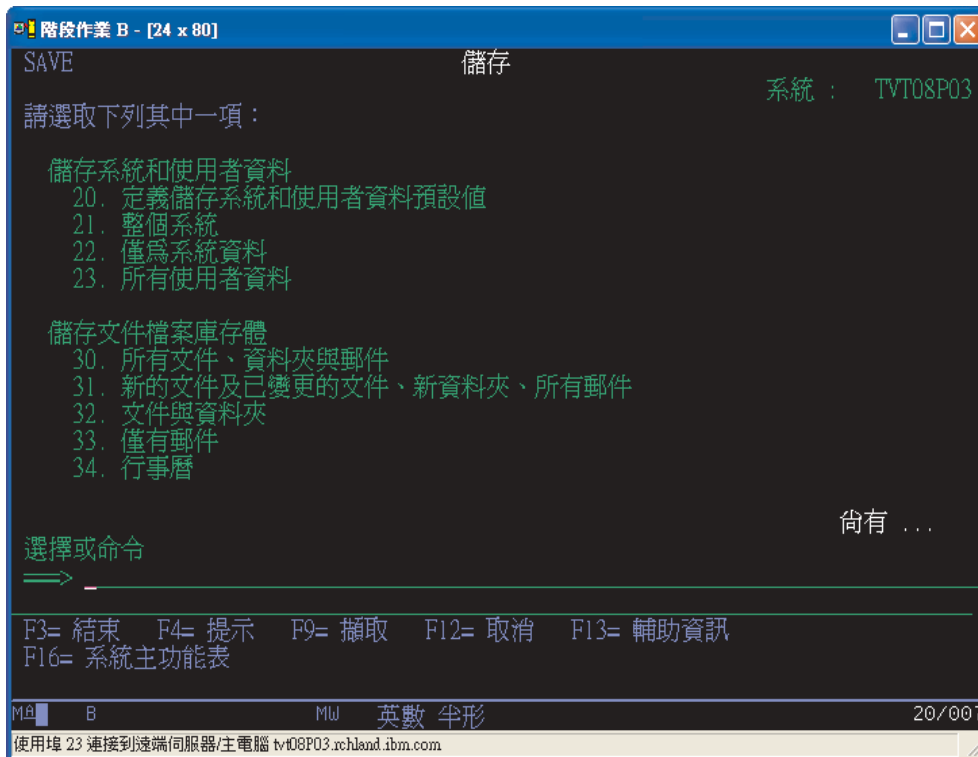 階段作業 B - [24 x 80]
SAVE 儲存
系統 : TVT08P03
請選取下列其中一項：
儲存系統和使用者資料
20. 定義儲存系統和使用者資料預設值
21. 整個系統
22. 僅為系統資料
23. 所有使用者資料
儲存文件檔案庫存體
30. 所有文件、資料夾與郵件
31. 新的文件及已變更的文件、新資料夾、所有郵件
32. 文件與資料夾
33. 僅有郵件
34. 行事曆
尚有 ...
選擇或命令
===>
F3= 結束 F4= 提示 F9= 擷取 F12= 取消 F13= 輔助資訊
F16= 系統主功能表
MA B MW 英數 半形 20/007
使用埠 23 連接到遠端伺服器/主電腦 tvt08P03.rchland.ibm.com